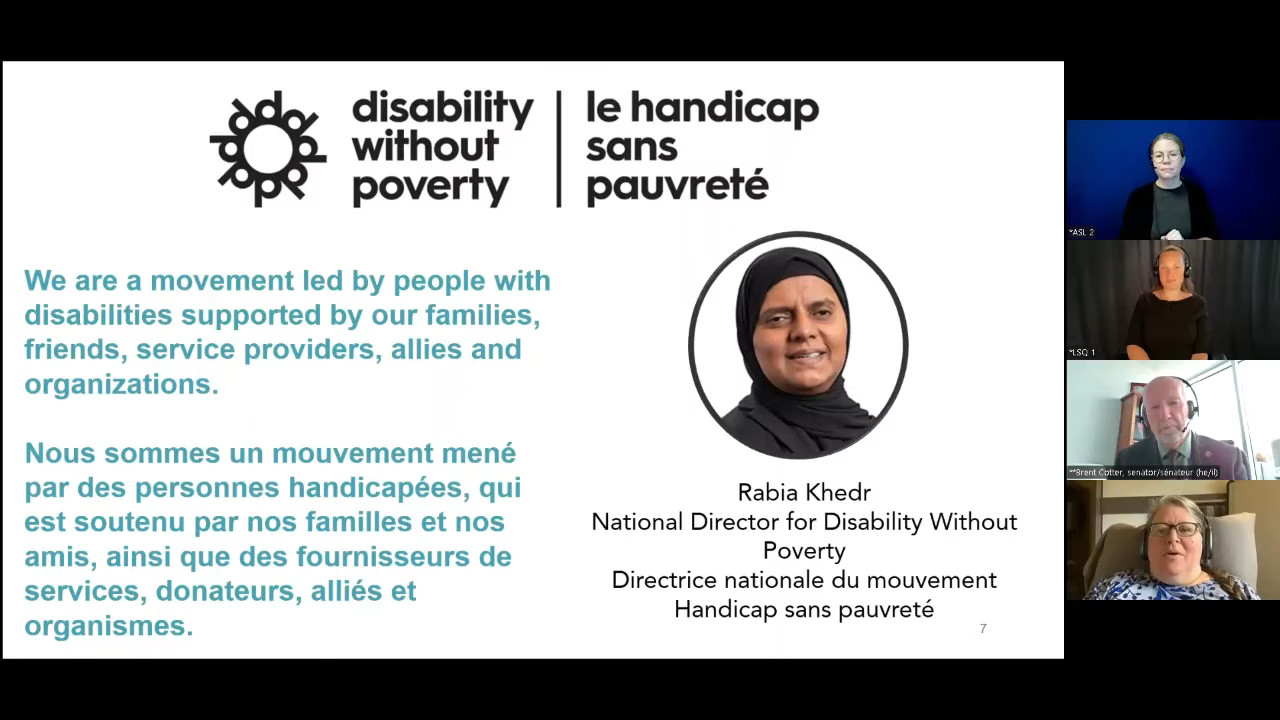 disability
without
poverty
le handicap
sans
pauvreté
We are a movement led by people with
disabilities supported by our families,
friends, service providers, allies and
organizations.
Nous sommes un mouvement mené
par des personnes handicapées, qui
est soutenu par nos familles et nos
amis, ainsi que des fournisseurs de
services, donateurs, alliés et
organismes.
Rabia Khedr
National Director for Disability Without
Poverty
Directrice nationale du mouvement
Handicap sans pauvreté
7
*ASL 2
*LSQ 1
**Brent Cotter, senator/sénateur (he/il)